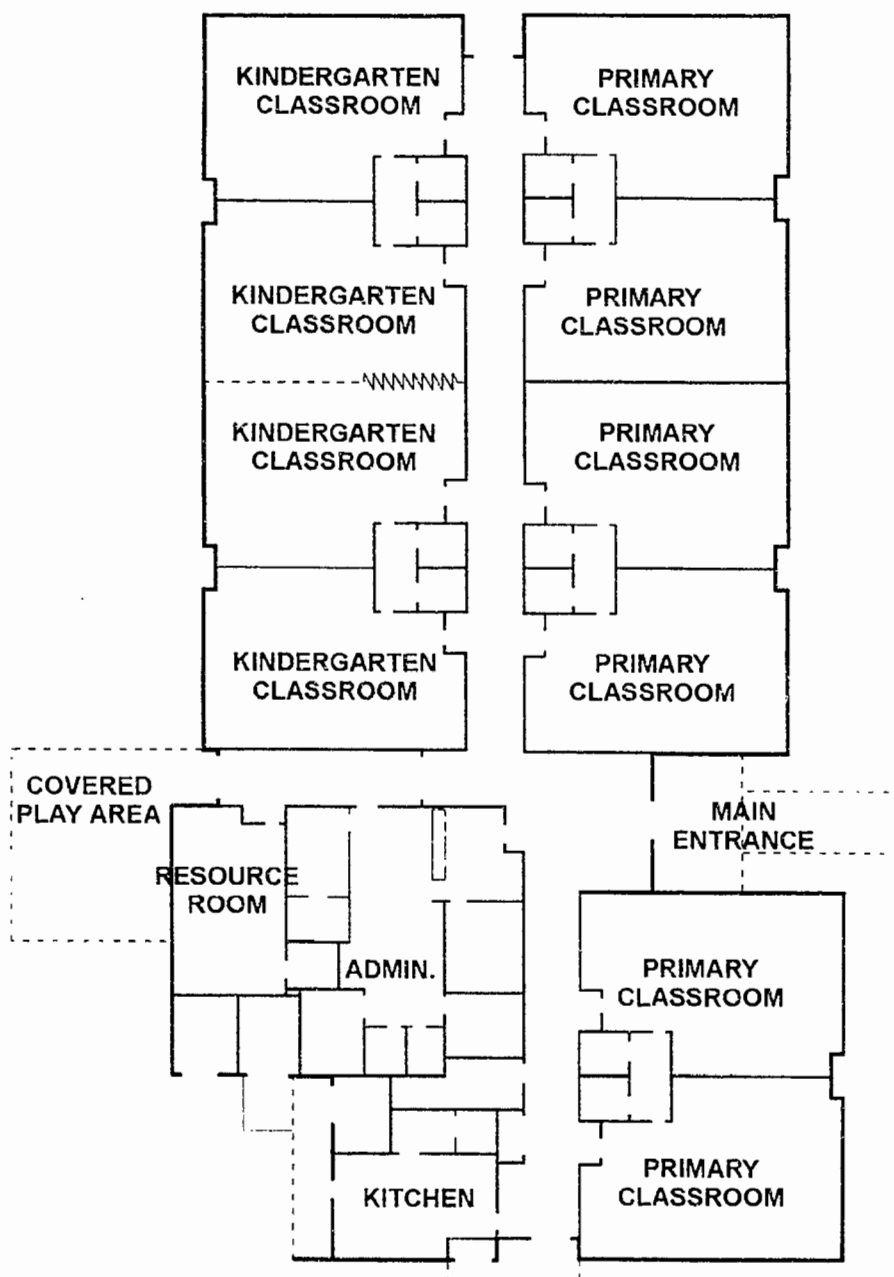 KINDERGARTEN
CLASSROOM
PRIMARY
CLASSROOM
KINDERGARTEN
CLASSROOM
PRIMARY
CLASSROOM
KINDERGARTEN
CLASSROOM
PRIMARY
CLASSROOM
KINDERGARTEN
CLASSROOM
PRIMARY
CLASSROOM
COVERED
PLAY AREA
MAIN
ENTRANCE
RESOURCE
ROOM
ADMIN.
PRIMARY
CLASSROOM
KITCHEN
PRIMARY
CLASSROOM